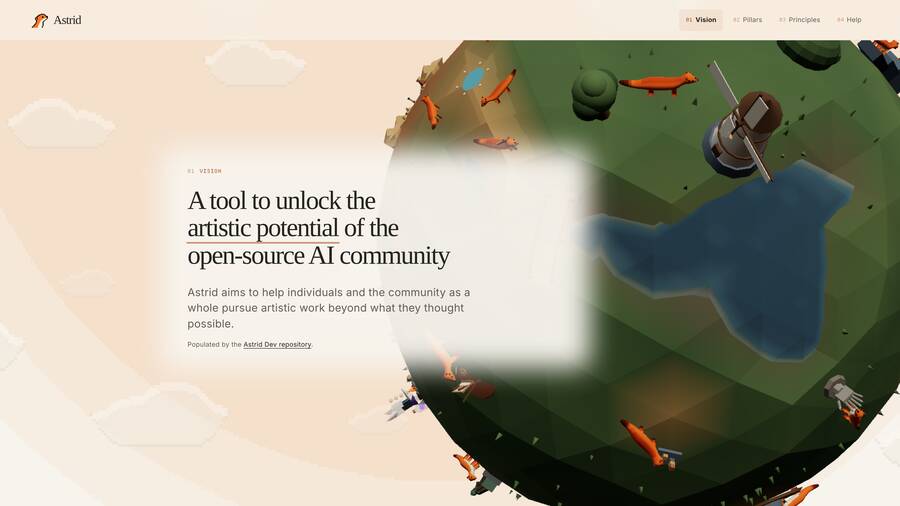 Astrid
01 Vision
02 Pillars
03 Principles
04 Help
01 VISION
A tool to unlock the
artistic potential of the
open-source AI community
Astrid aims to help individuals and the community as a
whole pursue artistic work beyond what they thought
possible.
Populated by the Astrid Dev repository.